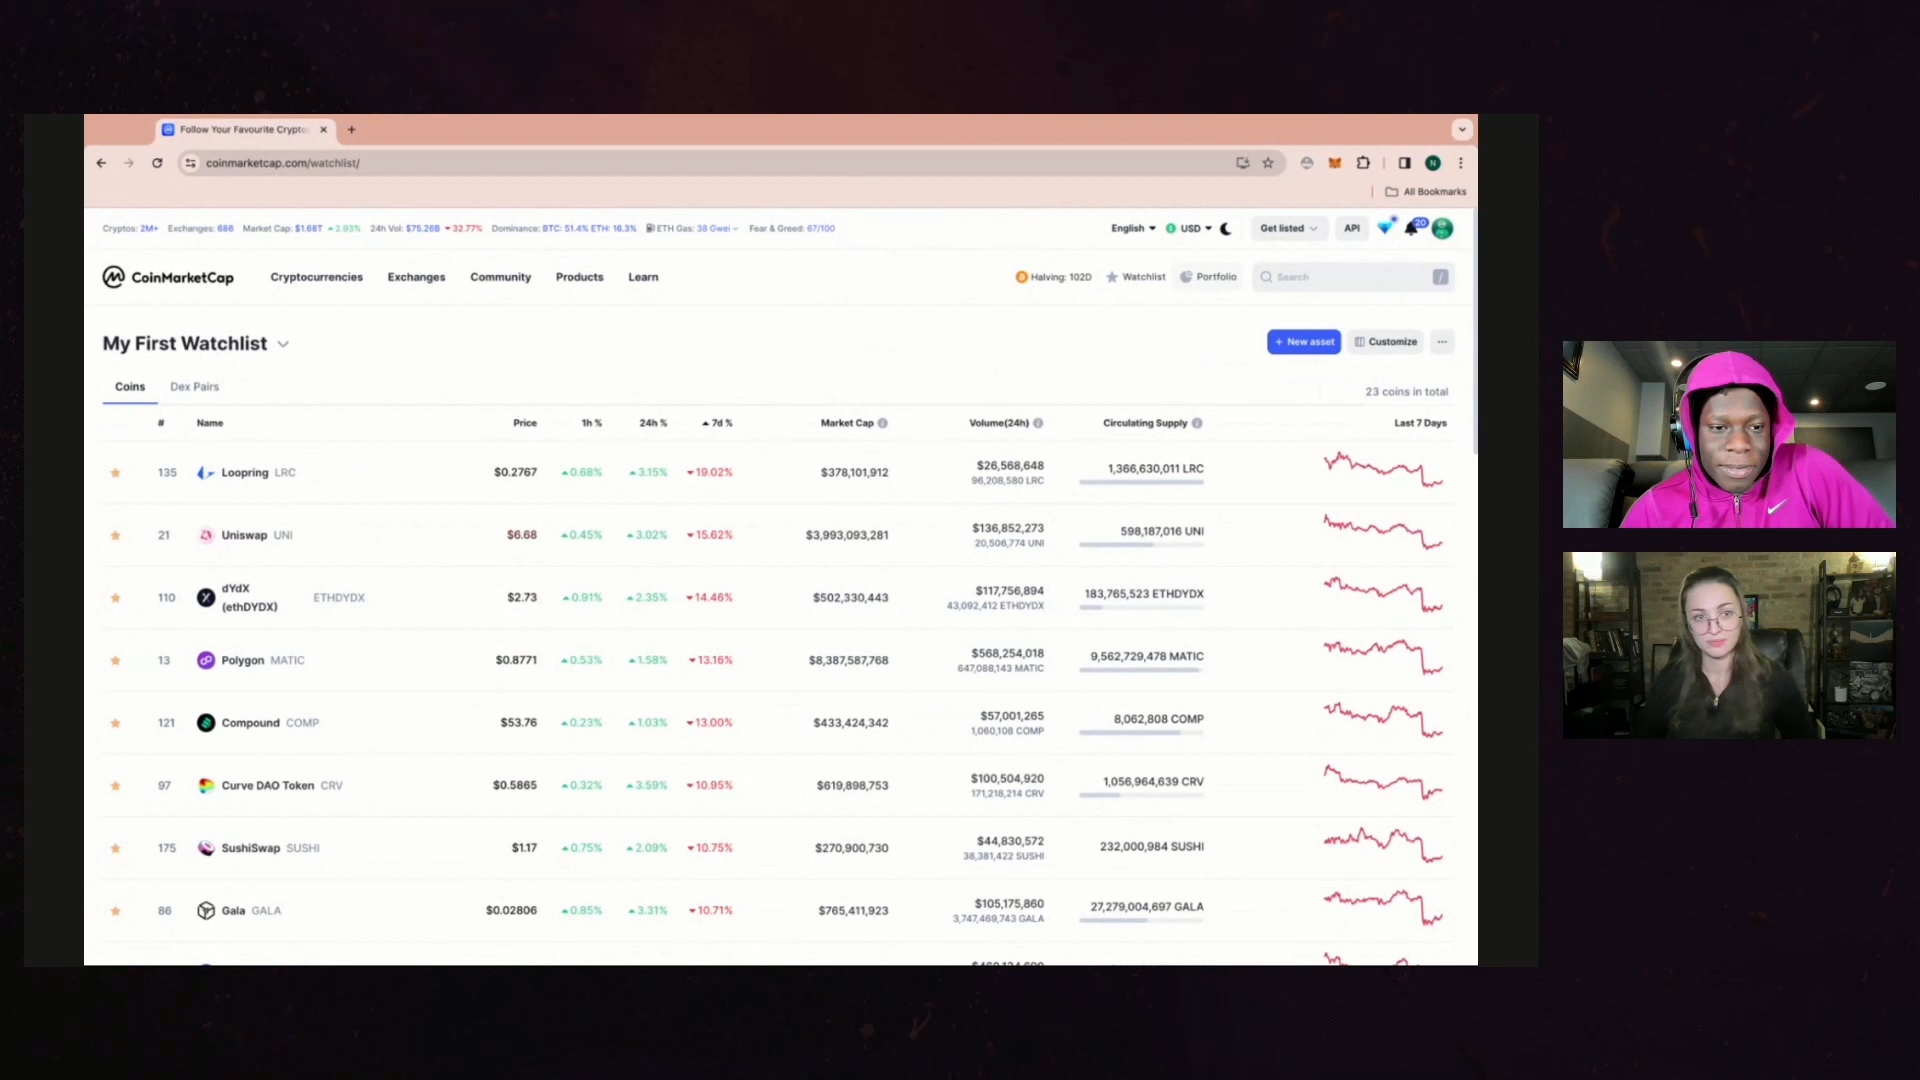 Follow Your Favourite Crypto
coinmarketcap.com/watchlist/
All Bookmarks
Cryptos: 2M+ Exchanges: 686 Market Cap: $1.68T 2.93% 24h Vol: $75.26B 32.77% Dominance: BTC: 51.4% ETH: 16.3% ETH Gas: 38 Gwei Fear & Greed: 67/100
English USD Get listed API 20
CoinMarketCap Cryptocurrencies Exchanges Community Products Learn Halving: 102D Watchlist Portfolio Search /
My First Watchlist + New asset Customize ...
Coins Dex Pairs 23 coins in total
# Name Price 1h % 24h % 7d % Market Cap Volume(24h) Circulating Supply Last 7 Days
135 Loopring LRC $0.2767 0.68% 3.15% 19.02% $378,101,912 $26,568,648 1,366,630,011 LRC
96,208,580 LRC
21 Uniswap UNI $6.68 0.45% 3.02% 15.62% $3,993,093,281 $136,852,273 598,187,016 UNI
20,506,774 UNI
110 dYdX (ethDYDX) ETHDYDX $2.73 0.91% 2.35% 14.46% $502,330,443 $117,756,894 183,765,523 ETHDYDX
43,092,412 ETHDYDX
13 Polygon MATIC $0.8771 0.53% 1.58% 13.16% $8,387,587,768 $568,254,018 9,562,729,478 MATIC
647,088,143 MATIC
121 Compound COMP $53.76 0.23% 1.03% 13.00% $433,424,342 $57,001,265 8,062,808 COMP
1,060,108 COMP
97 Curve DAO Token CRV $0.5865 0.32% 3.59% 10.95% $619,898,753 $100,504,920 1,056,964,639 CRV
171,218,214 CRV
175 SushiSwap SUSHI $1.17 0.75% 2.09% 10.75% $270,900,730 $44,830,572 232,000,984 SUSHI
38,381,422 SUSHI
86 Gala GALA $0.02806 0.85% 3.31% 10.71% $765,411,923 $105,175,860 27,279,004,697 GALA
3,747,469,743 GALA